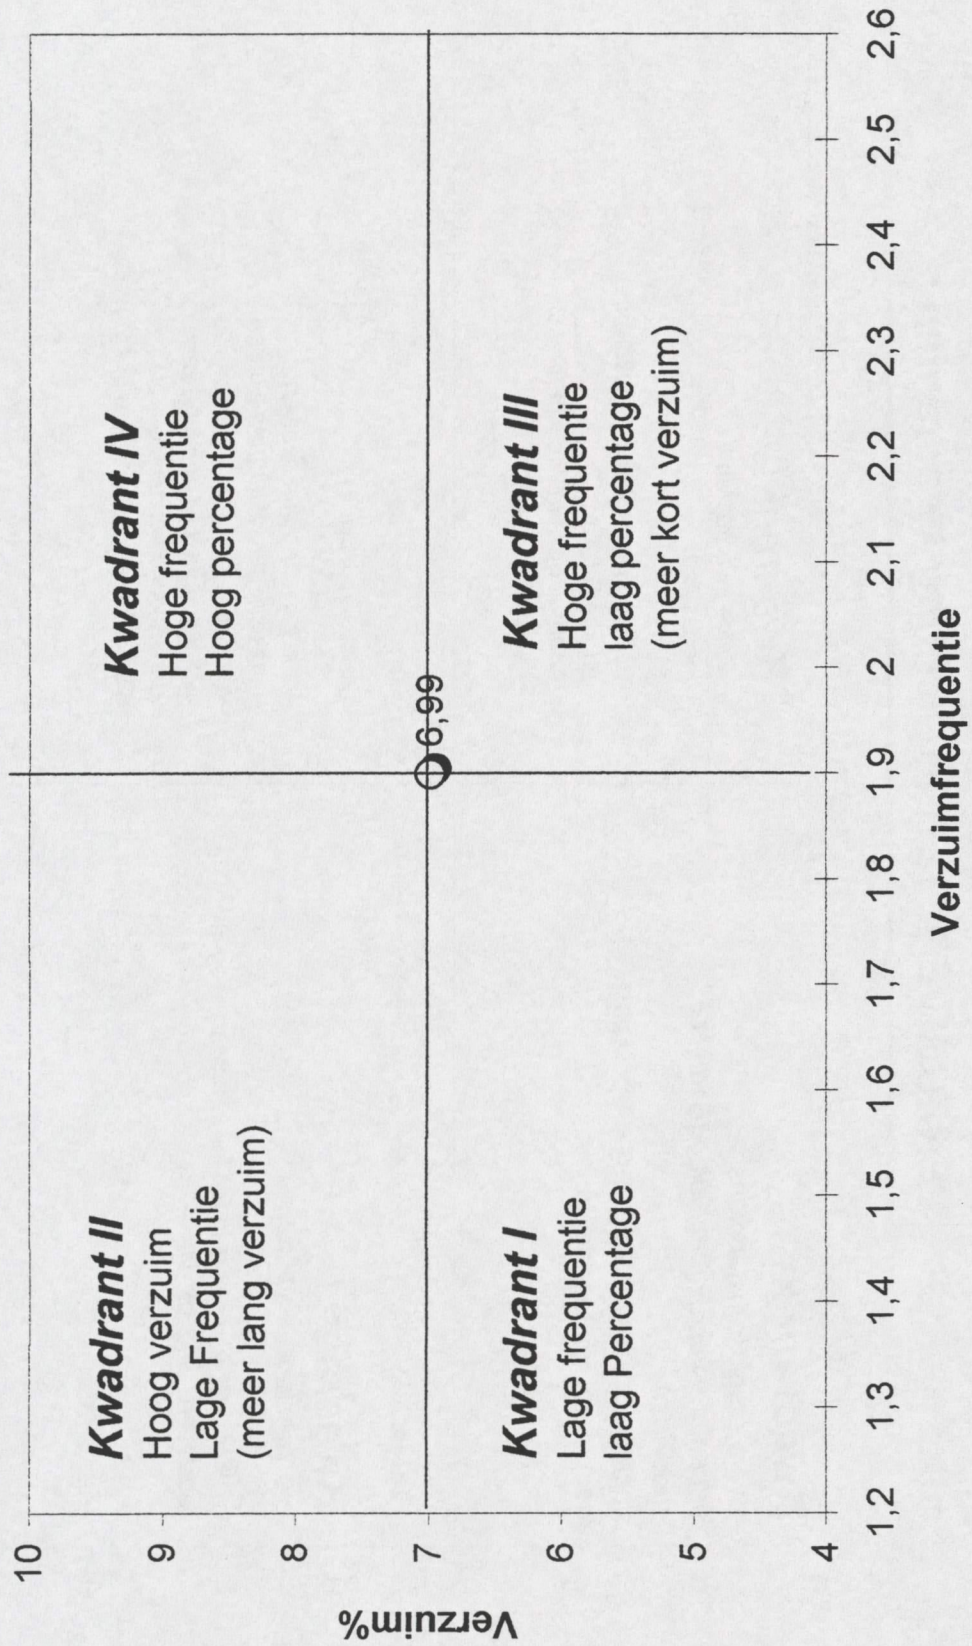 Verzuim%
10
9
8
7
6
5
4
Kwadrant II
Hoog verzuim
Lage Frequentie
(meer lang verzuim)
Kwadrant IV
Hoge frequentie
Hoog percentage
6,99
Kwadrant I
Lage frequentie
laag Percentage
Kwadrant III
Hoge frequentie
laag percentage
(meer kort verzuim)
1,2 1,3 1,4 1,5 1,6 1,7 1,8 1,9 2 2,1 2,2 2,3 2,4 2,5 2,6
Verzuimfrequentie